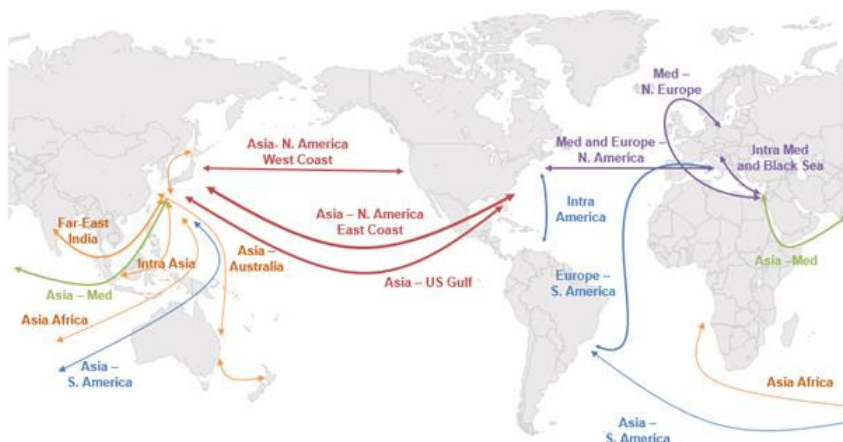 Med –
N. Europe
Asia- N. America
West Coast
Med and Europe –
N. America
Intra Med
and Black Sea
Far-East
India
Asia – N. America
East Coast
Intra
America
Intra Asia
Asia –
Australia
Asia – Med
Asia – US Gulf
Europe –
S. America
Asia –Med
Asia Africa
Asia –
S. America
Asia Africa
Asia –
S. America